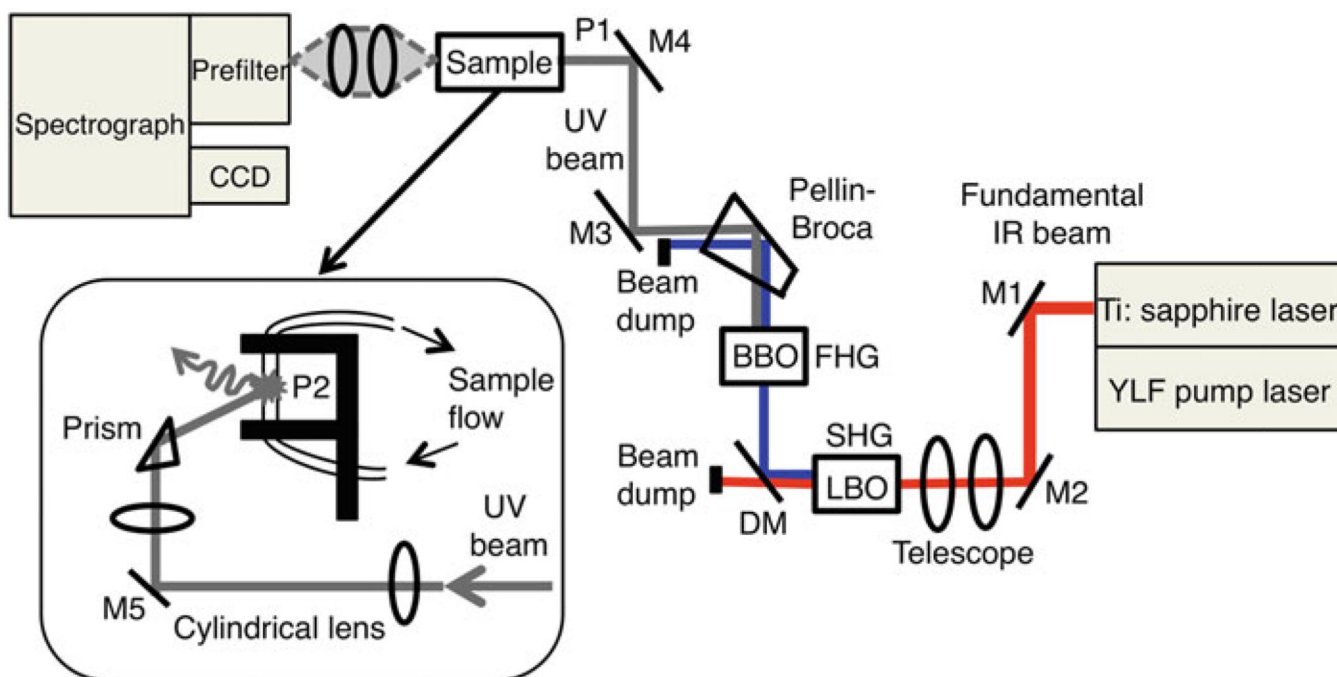 P1
M4
Prefilter
Sample
Spectrograph
UV
beam
CCD
Pellin-
Broca
Fundamental
IR beam
M3
Beam
dump
M1
Ti: sapphire laser
BBO
FHG
YLF pump laser
P2
Sample
flow
Prism
SHG
Beam
dump
LBO
M2
DM
Telescope
UV
beam
M5
Cylindrical lens